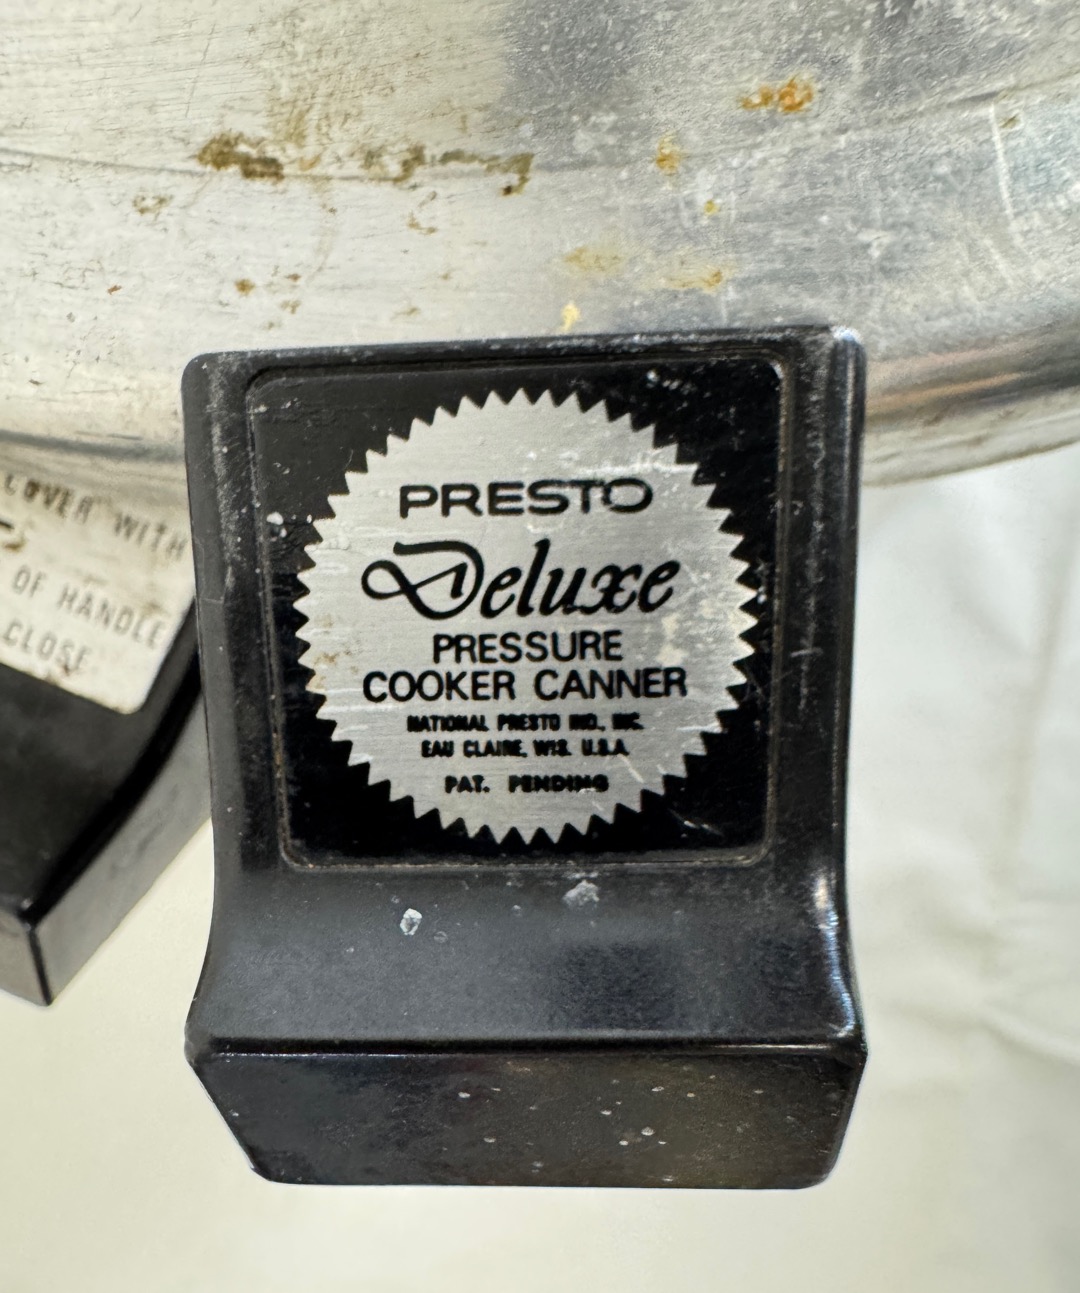 PRESTO
Deluxe
PRESSURE
COOKER CANNER
NATIONAL PRESTO IND., INC.
EAU CLAIRE, WIS. U.S.A.
PAT. PENDING
COVER WITH
OF HANDLE
CLOSE